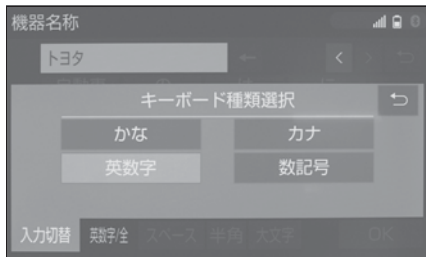 機器名称
トヨタ
キーボード種類選択
かな カナ
英数字 数記号
入力切替 英数字/全 スペース 半角 大文字 OK